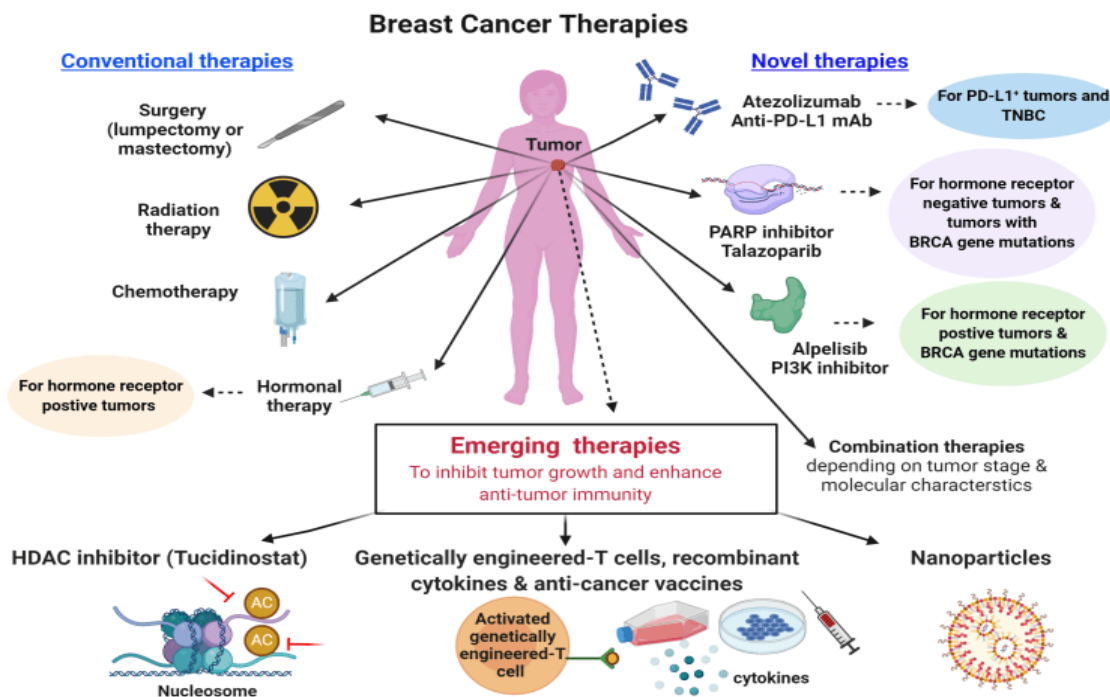 Breast Cancer Therapies
Conventional therapies
Surgery
(lumpectomy or
mastectomy)
Radiation
therapy
Chemotherapy
Hormonal
therapy
For hormone receptor
postive tumors
Tumor
Novel therapies
Atezolizumab
Anti-PD-L1 mAb
For PD-L1⁺ tumors and
TNBC
PARP inhibitor
Talazoparib
For hormone receptor
negative tumors &
tumors with
BRCA gene mutations
Alpelisib
PI3K inhibitor
For hormone receptor
postive tumors &
BRCA gene mutations
Combination therapies
depending on tumor stage &
molecular characterstics
Emerging therapies
To inhibit tumor growth and enhance
anti-tumor immunity
HDAC inhibitor (Tucidinostat)
AC
AC
Nucleosome
Genetically engineered-T cells, recombinant
cytokines & anti-cancer vaccines
Activated
genetically
engineered-T
cell
cytokines
Nanoparticles